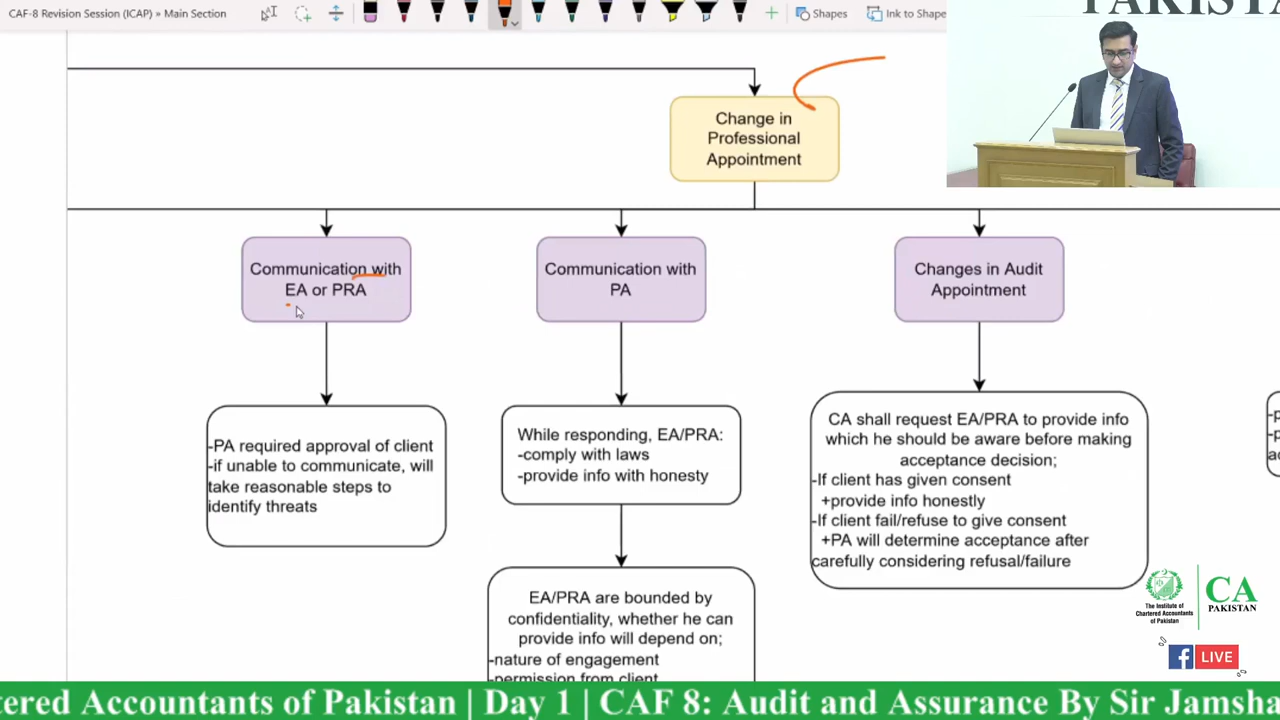 CAF-8 Revision Session (ICAP) » Main Section
Shapes
Ink to Shape
PAKISTAN
Change in
Professional
Appointment
Communication with
EA or PRA
Communication with
PA
Changes in Audit
Appointment
-PA required approval of client
-if unable to communicate, will
take reasonable steps to
identify threats
While responding, EA/PRA:
-comply with laws
-provide info with honesty
CA shall request EA/PRA to provide info
which he should be aware before making
acceptance decision;
-If client has given consent
+provide info honestly
-If client fail/refuse to give consent
+PA will determine acceptance after
carefully considering refusal/failure
EA/PRA are bounded by
confidentiality, whether he can
provide info will depend on;
-nature of engagement
-permission from client
The Institute of
Chartered Accountants
of Pakistan
CA
PAKISTAN
f LIVE
tered Accountants of Pakistan | Day 1 | CAF 8: Audit and Assurance By Sir Jamsha